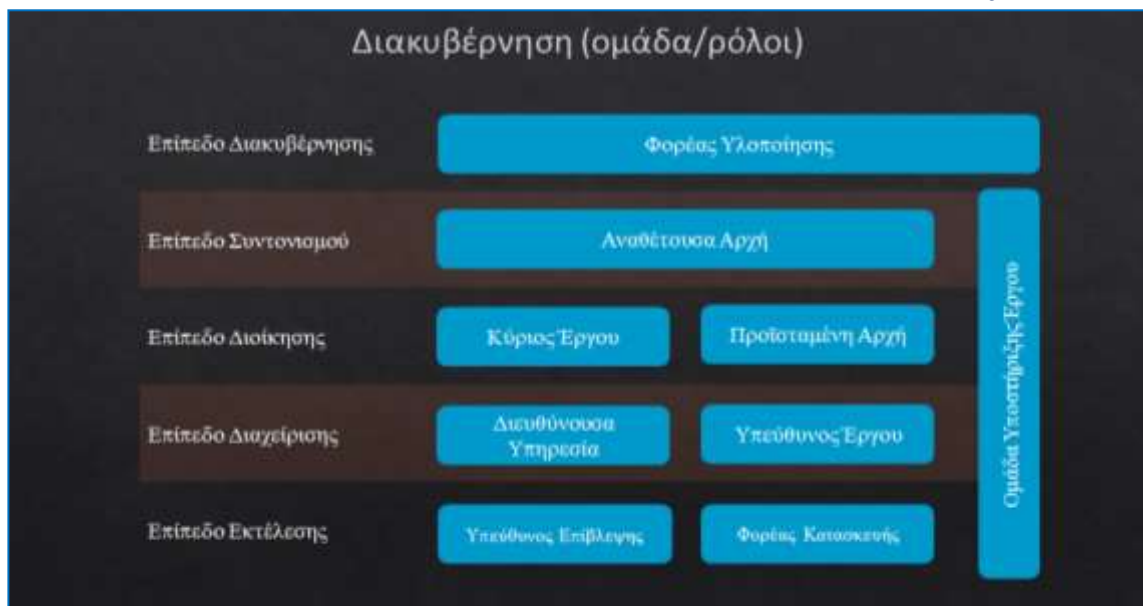 Διακυβέρνηση (ομάδα/ρόλοι)
Επίπεδο Διακυβέρνησης
Φορέας Υλοποίησης
Επίπεδο Συντονισμού
Αναθέτουσα Αρχή
Επίπεδο Διοίκησης
Κύριος Έργου
Προϊσταμένη Αρχή
Επίπεδο Διαχείρισης
Διευθύνουσα
Υπηρεσία
Υπεύθυνος Έργου
Επίπεδο Εκτέλεσης
Υπεύθυνος Επίβλεψης
Φορέας Κατασκευής
Ομάδα Υποστήριξης Έργου